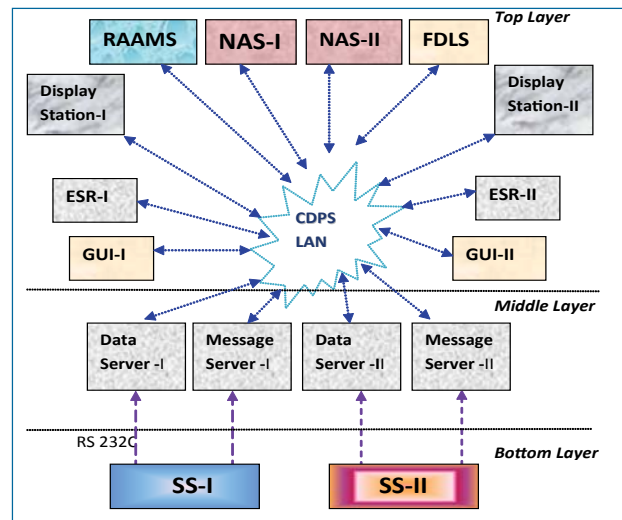 Top Layer
RAAMS
NAS-I
NAS-II
FDLS
Display
Station-I
Display
Station-II
ESR-I
CDPS
LAN
ESR-II
GUI-I
GUI-II
Middle Layer
Data
Server -I
Message
Server -I
Data
Server -II
Message
Server -II
RS 232C
Bottom Layer
SS-I
SS-II